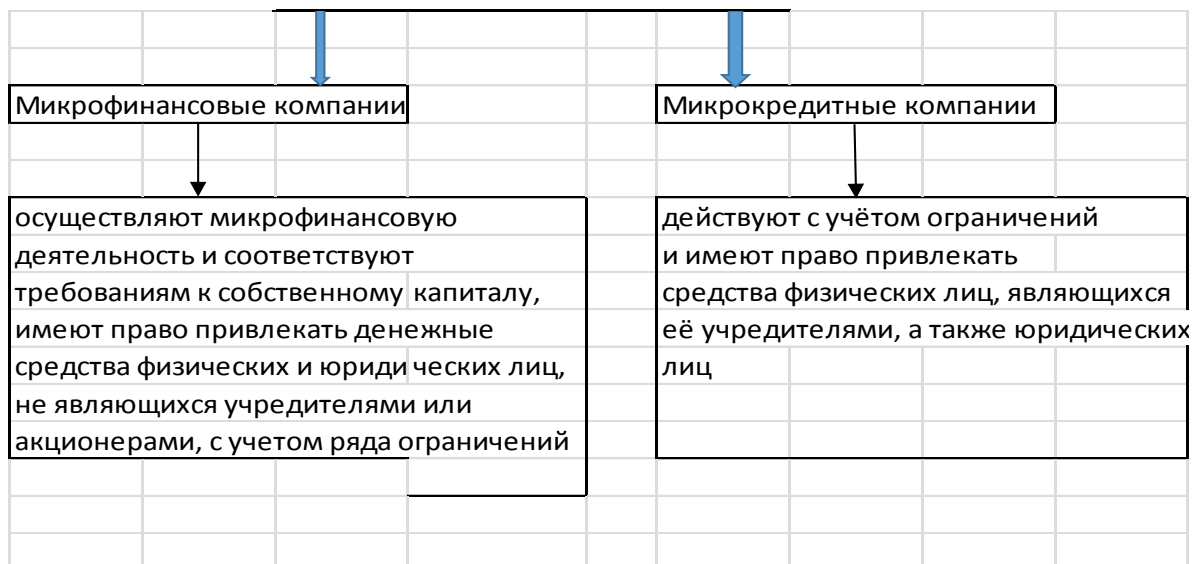 Микрофинансовые компании
Микрокредитные компании
осуществляют микрофинансовую
деятельность и соответствуют
требованиям к собственному капиталу,
имеют право привлекать денежные
средства физических и юридических лиц,
не являющихся учредителями или
акционерами, с учетом ряда ограничений
действуют с учётом ограничений
и имеют право привлекать
средства физических лиц, являющихся
её учредителями, а также юридических
лиц